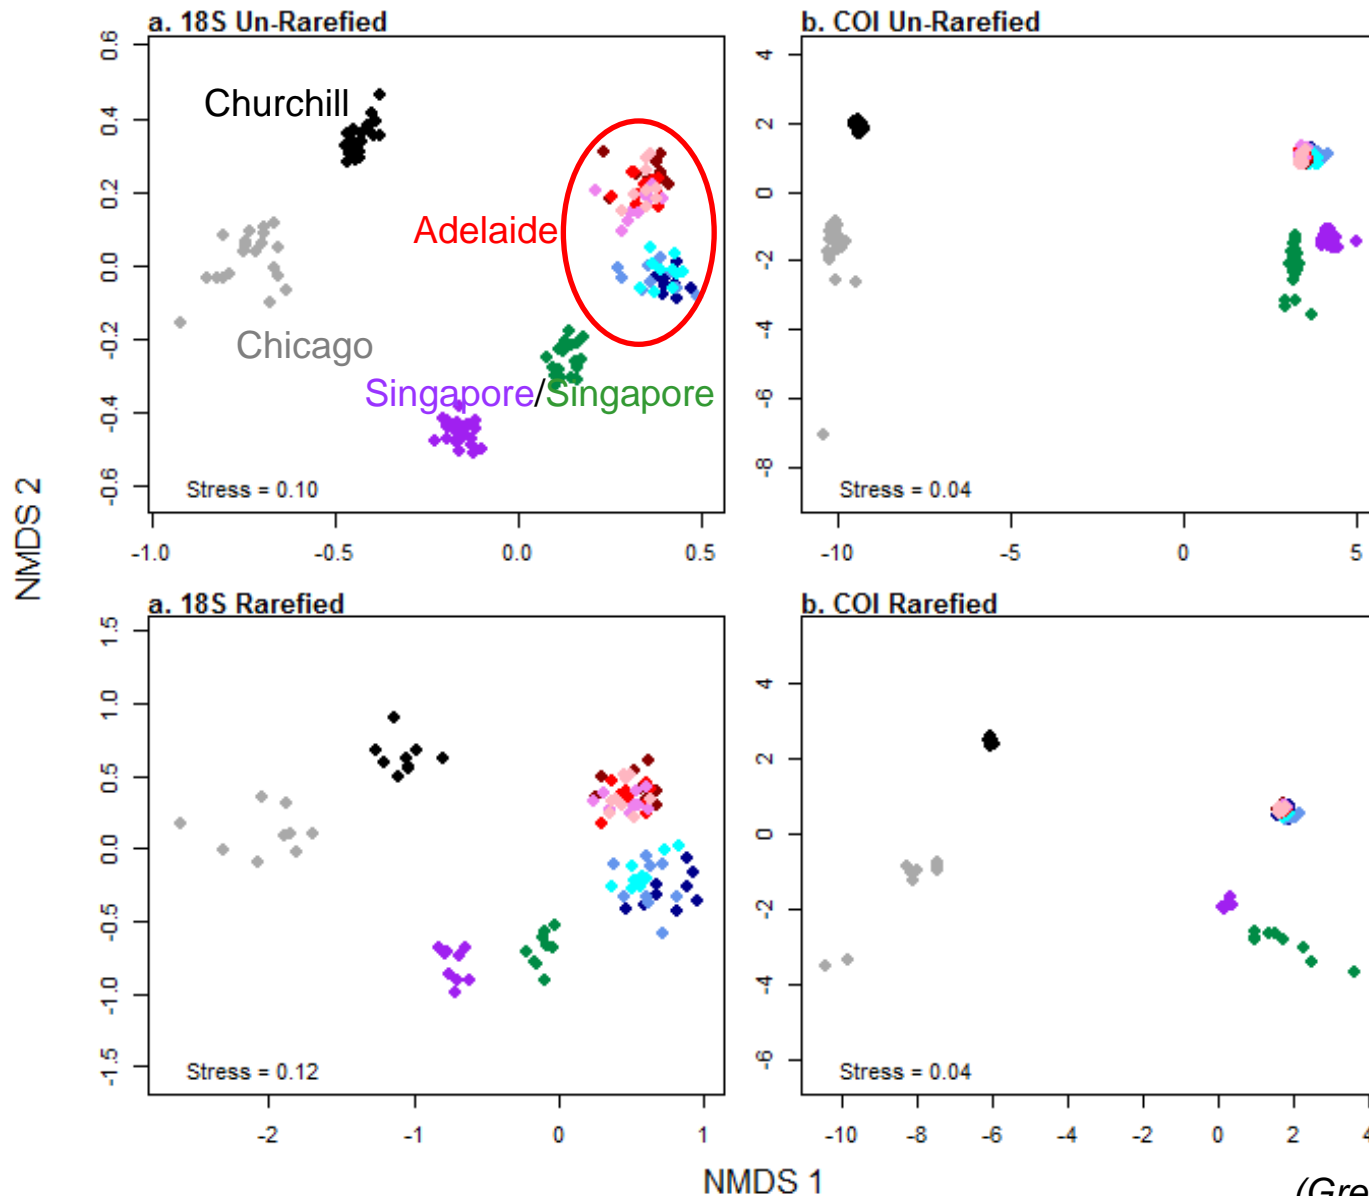 a. 18S Un-Rarefied
b. COI Un-Rarefied
0.6
0.4
0.2
0.0
-0.2
-0.4
-0.6
Churchill
Adelaide
Chicago
Singapore/Singapore
Stress = 0.10
-1.0 -0.5 0.0 0.5
4
2
0
-2
-4
-6
-8
Stress = 0.04
-10 -5 0 5
NMDS 2
a. 18S Rarefied
b. COI Rarefied
1.5
1.0
0.5
0.0
-0.5
-1.0
-1.5
Stress = 0.12
-2 -1 0 1
4
2
0
-2
-4
-6
Stress = 0.04
-10 -8 -6 -4 -2 0 2 4
NMDS 1
(Gre